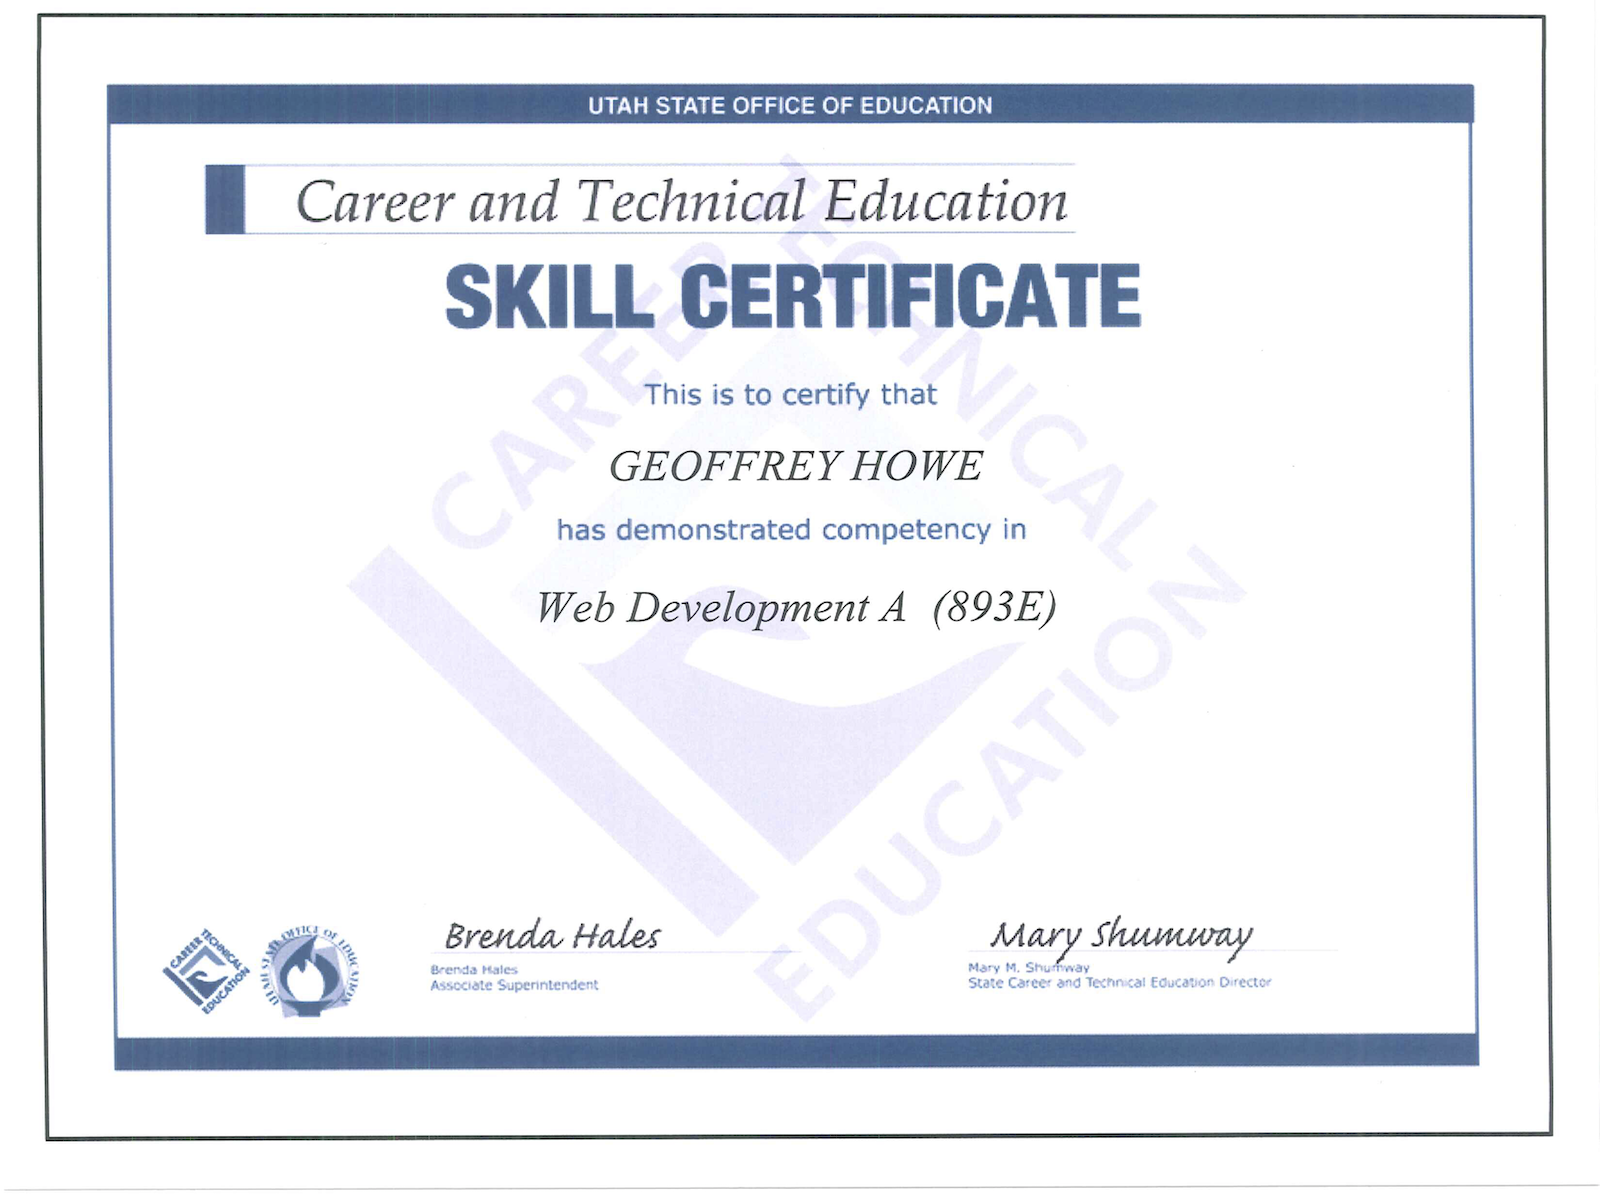 UTAH STATE OFFICE OF EDUCATION
Career and Technical Education
SKILL CERTIFICATE
This is to certify that
GEOFFREY HOWE
has demonstrated competency in
Web Development A (893E)
CAREER TECHNICAL EDUCATION
CAREER TECHNICAL EDUCATION
UTAH STATE OFFICE OF EDUCATION
Brenda Hales
Brenda Hales
Associate Superintendent
Mary Shumway
Mary M. Shumway
State Career and Technical Education Director